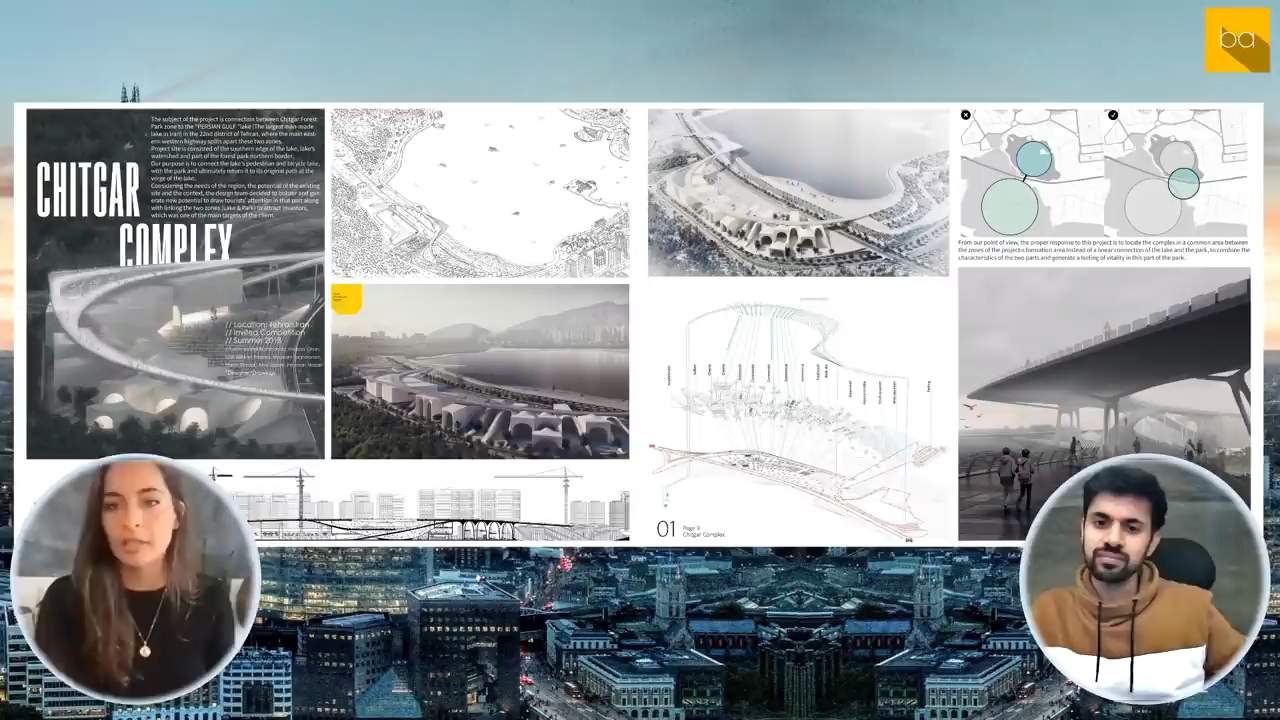 ba
The subject of the project is connection between Chitgar Forest
Park zone to the "PERSIAN GULF "lake (The largest man-made
lake in Iran) in the 22nd district of Tehran, where the main east-
ern western highway splits apart these two zones.
Project site is consisted of the southern edge of the lake, lake's
watershed and part of the forest park northern border.
Our purpose is to connect the lake's pedestrian and bicycle lane,
with the park and ultimately return it to its original path at the
verge of the lake.
Considering the needs of the region, the potential of the existing
site and the context, the design team decided to bolster and gen-
erate new potential to draw tourists' attention in that part along
with linking the two zones (Lake & Park) to attract investors,
which was one of the main targets of the client.
CHITGAR
COMPLEX
// Location: Tehran, Iran
// Invited Competition
// Summer 2018
From our point of view, the proper response to this project is to locate the complex in a common area between
the zones of the project's formation area instead of a linear connection of the lake and the park, to combine the
characteristics of the two parts and generate a feeling of vitality in this part of the park.
01
Page 3
Chitgar Complex